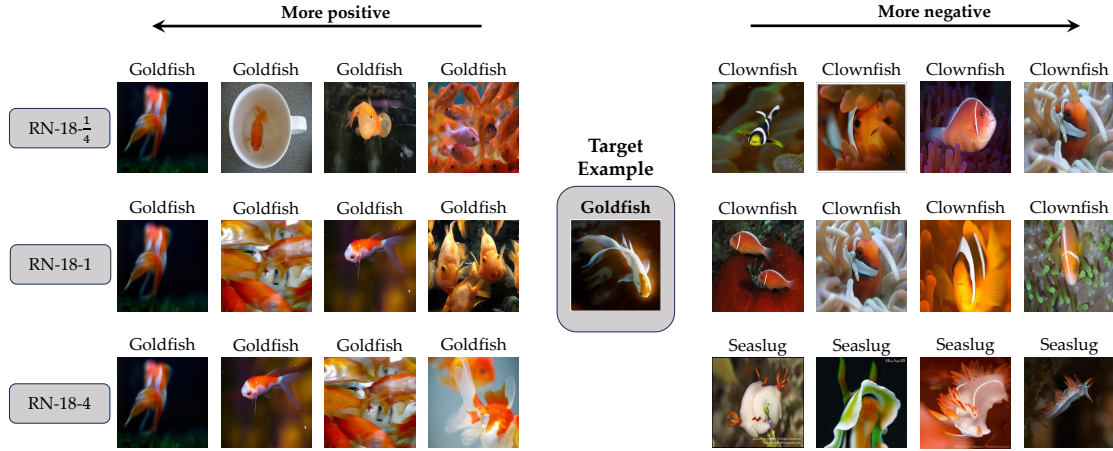 More positive
More negative
Goldfish Goldfish Goldfish Goldfish
Clownfish Clownfish Clownfish Clownfish
RN-18-1/4
Target
Example
Goldfish
Goldfish Goldfish Goldfish Goldfish
Clownfish Clownfish Clownfish Clownfish
RN-18-1
Goldfish Goldfish Goldfish Goldfish
Seaslug Seaslug Seaslug Seaslug
RN-18-4